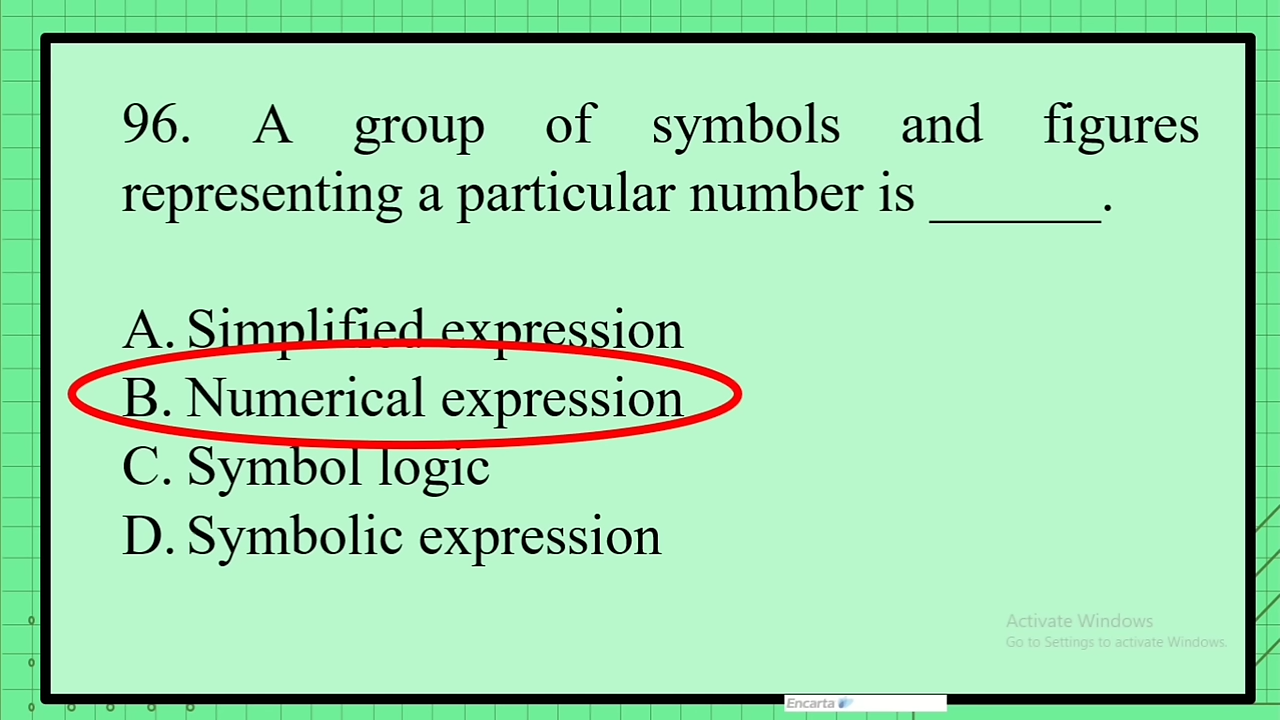 96. A group of symbols and figures
representing a particular number is ______.
A. Simplified expression
B. Numerical expression
C. Symbol logic
D. Symbolic expression
Activate Windows
Go to Settings to activate Windows.
Encarta